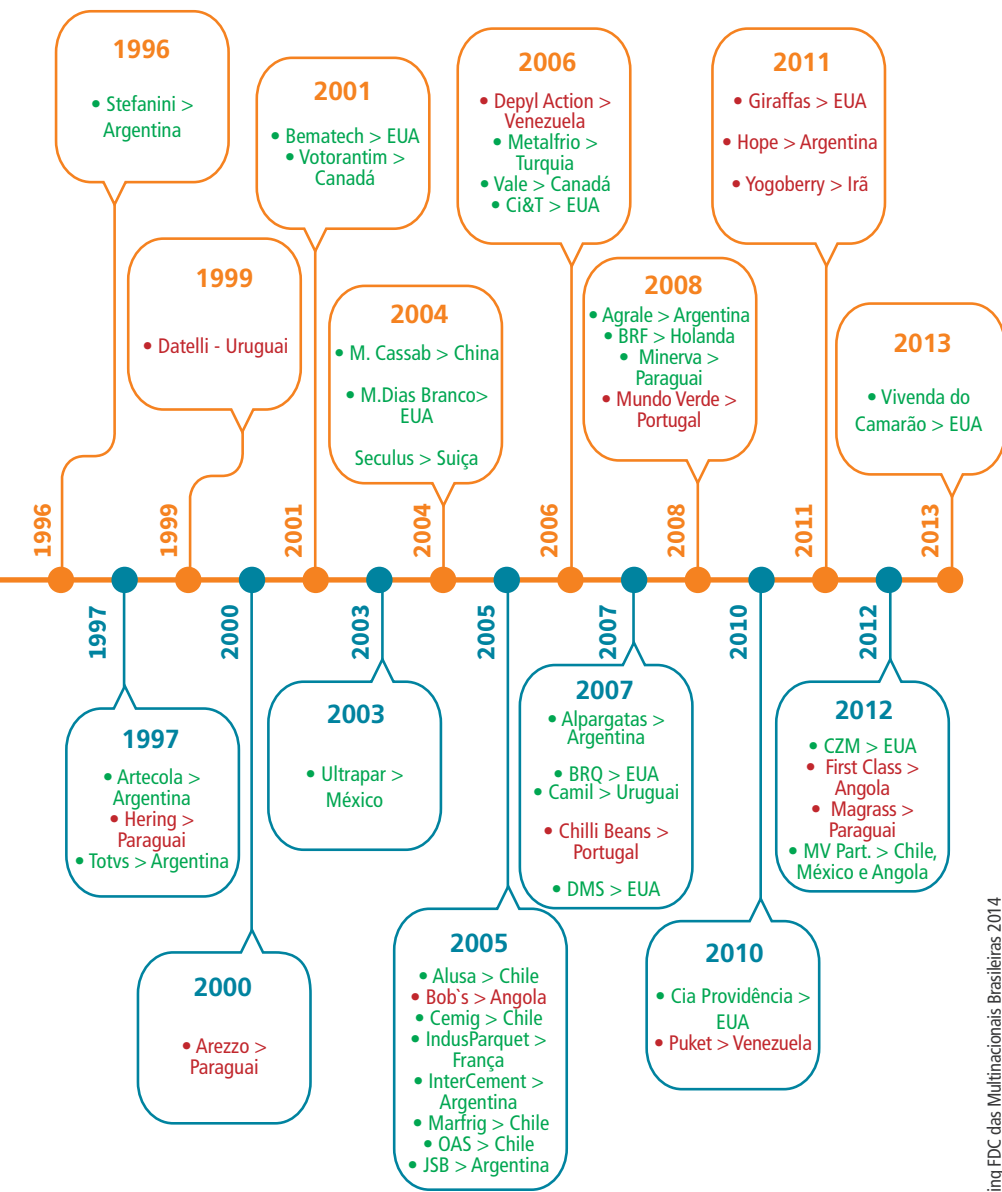 1996
• Stefanini >
Argentina
2001
• Bematech > EUA
• Votorantim >
Canadá
2006
• Depyl Action >
Venezuela
• Metalfrio >
Turquia
• Vale > Canadá
• Ci&T > EUA
2011
• Giraffas > EUA
• Hope > Argentina
• Yogoberry > Irã
1999
• Datelli - Uruguai
2004
• M. Cassab > China
• M.Dias Branco>
EUA
Seculus > Suiça
2008
• Agrale > Argentina
• BRF > Holanda
• Minerva >
Paraguai
• Mundo Verde >
Portugal
2013
• Vivenda do
Camarão > EUA
1996
1999
2001
2004
2006
2008
2011
2013
1997
2000
2003
2005
2007
2010
2012
1997
• Artecola >
Argentina
• Hering >
Paraguai
• Totvs > Argentina
2003
• Ultrapar >
México
2007
• Alpargatas >
Argentina
• BRQ > EUA
• Camil > Uruguai
• Chilli Beans >
Portugal
• DMS > EUA
2012
• CZM > EUA
• First Class >
Angola
• Magrass >
Paraguai
• MV Part. > Chile,
México e Angola
2000
• Arezzo >
Paraguai
2005
• Alusa > Chile
• Bob`s > Angola
• Cemig > Chile
• IndusParquet >
França
• InterCement >
Argentina
• Marfrig > Chile
• OAS > Chile
• JSB > Argentina
2010
• Cia Providência >
EUA
• Puket > Venezuela
FDC das Multinacionais Brasileiras 2014